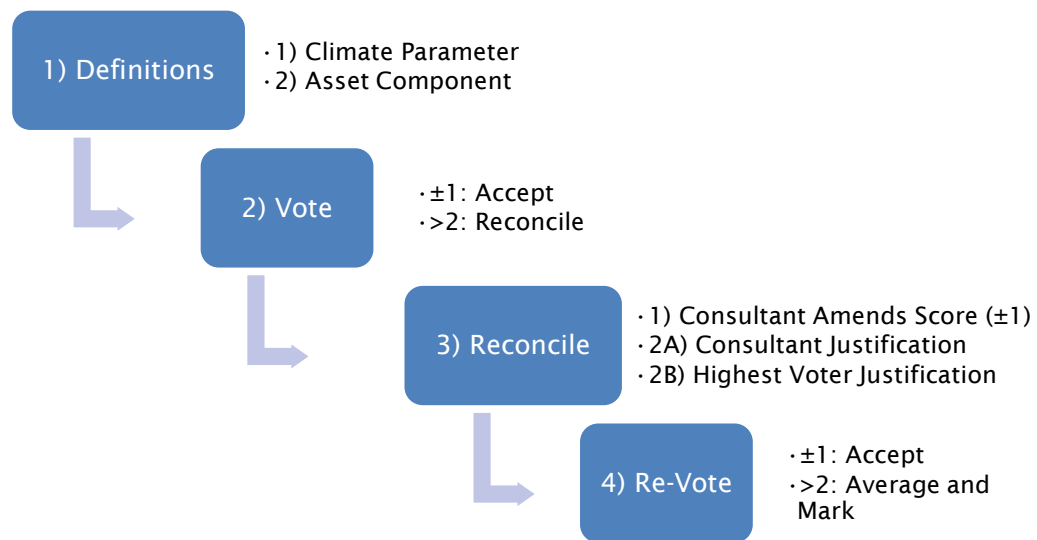 1) Definitions
·1) Climate Parameter
·2) Asset Component
2) Vote
·±1: Accept
·>2: Reconcile
3) Reconcile
·1) Consultant Amends Score (±1)
·2A) Consultant Justification
·2B) Highest Voter Justification
4) Re-Vote
·±1: Accept
·>2: Average and
Mark